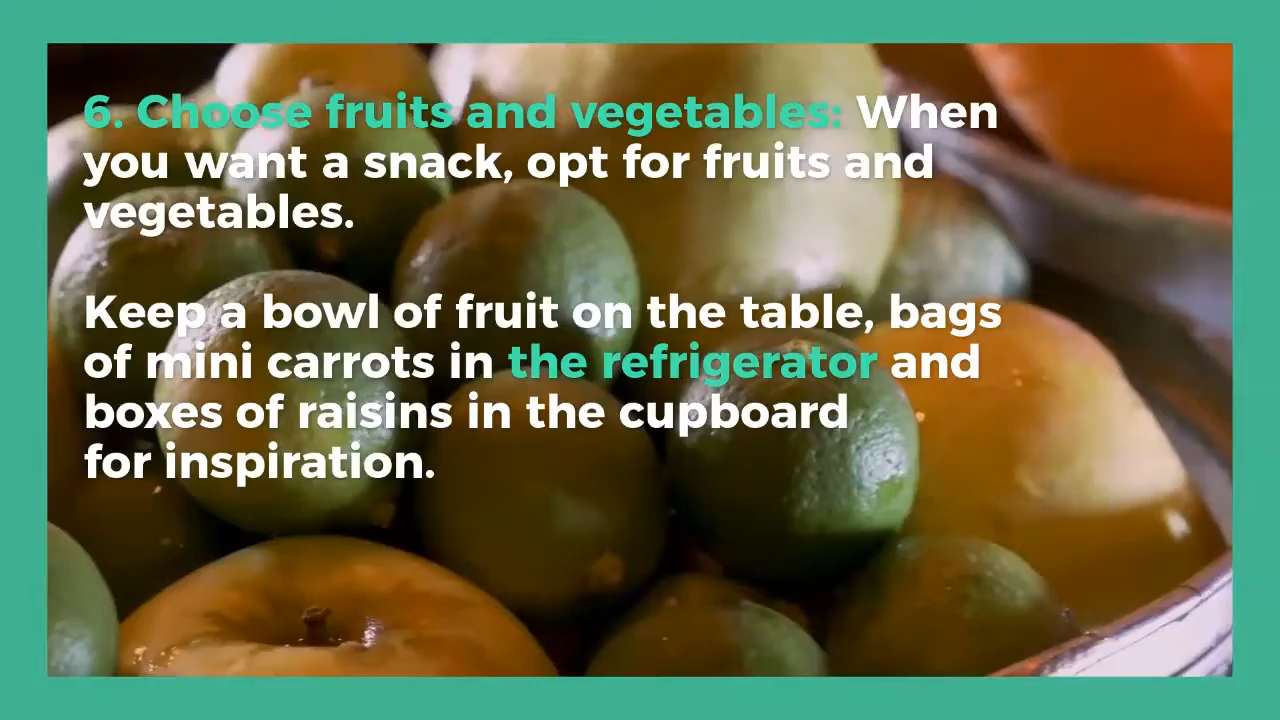 6. Choose fruits and vegetables: When
you want a snack, opt for fruits and
vegetables.
Keep a bowl of fruit on the table, bags
of mini carrots in the refrigerator and
boxes of raisins in the cupboard
for inspiration.